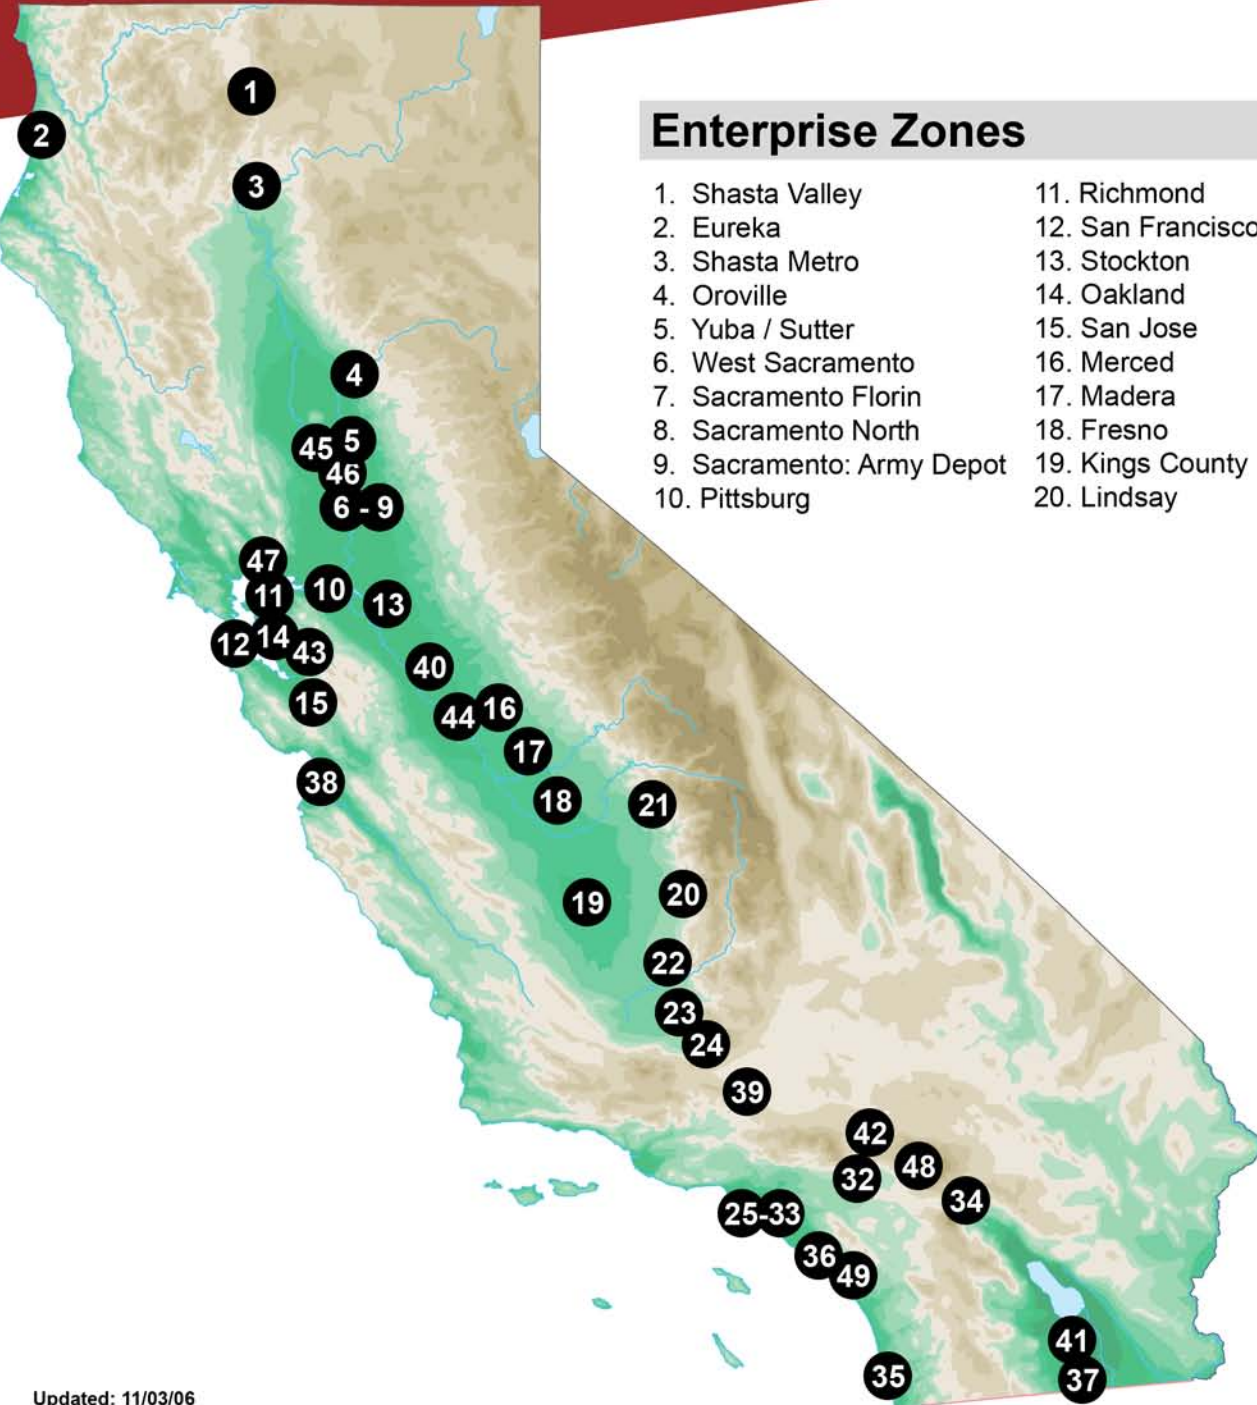 Enterprise Zones
1. Shasta Valley
2. Eureka
3. Shasta Metro
4. Oroville
5. Yuba / Sutter
6. West Sacramento
7. Sacramento Florin
8. Sacramento North
9. Sacramento: Army Depot
10. Pittsburg
11. Richmond
12. San Francisco
13. Stockton
14. Oakland
15. San Jose
16. Merced
17. Madera
18. Fresno
19. Kings County
20. Lindsay
1
2
3
4
45 5
46
6 - 9
47
11
10
13
12
14
43
40
15
44
16
17
38
18
21
19
20
22
23
24
39
42
32
48
34
25-33
36
49
41
35
37
Updated: 11/03/06